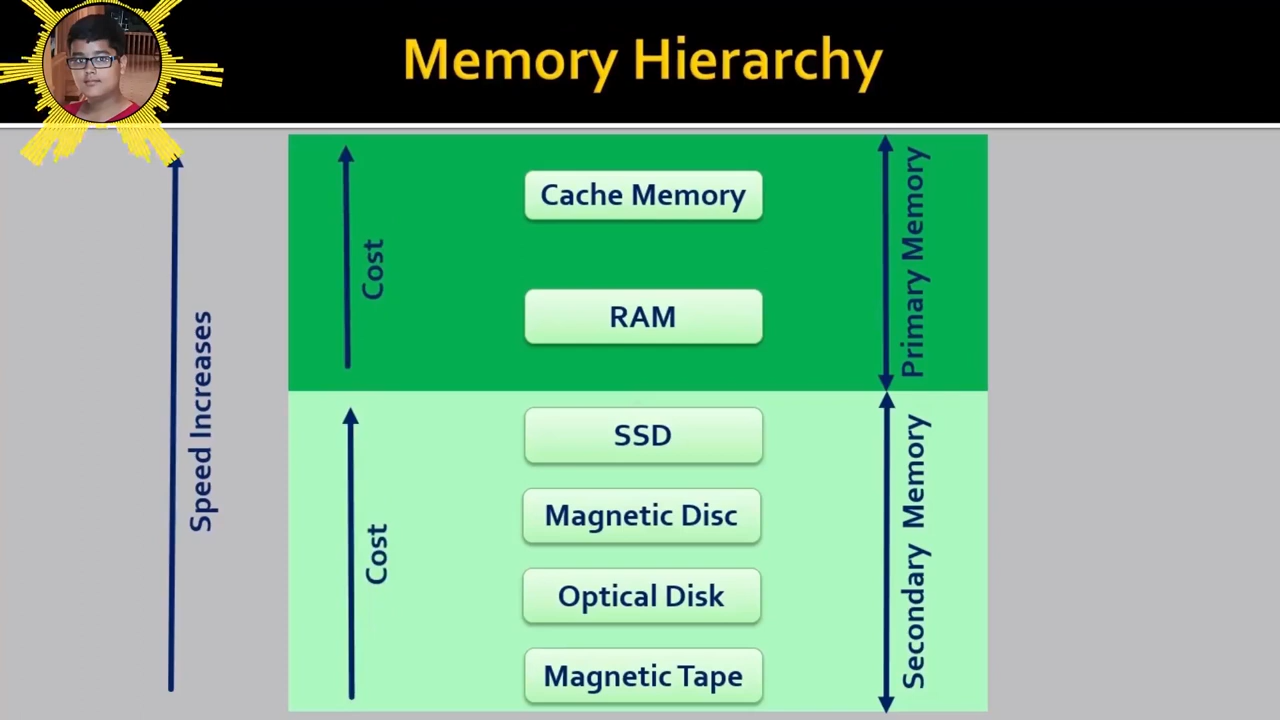 Memory Hierarchy
Speed Increases
Cost
Cache Memory
RAM
Primary Memory
Cost
SSD
Magnetic Disc
Optical Disk
Magnetic Tape
Secondary Memory